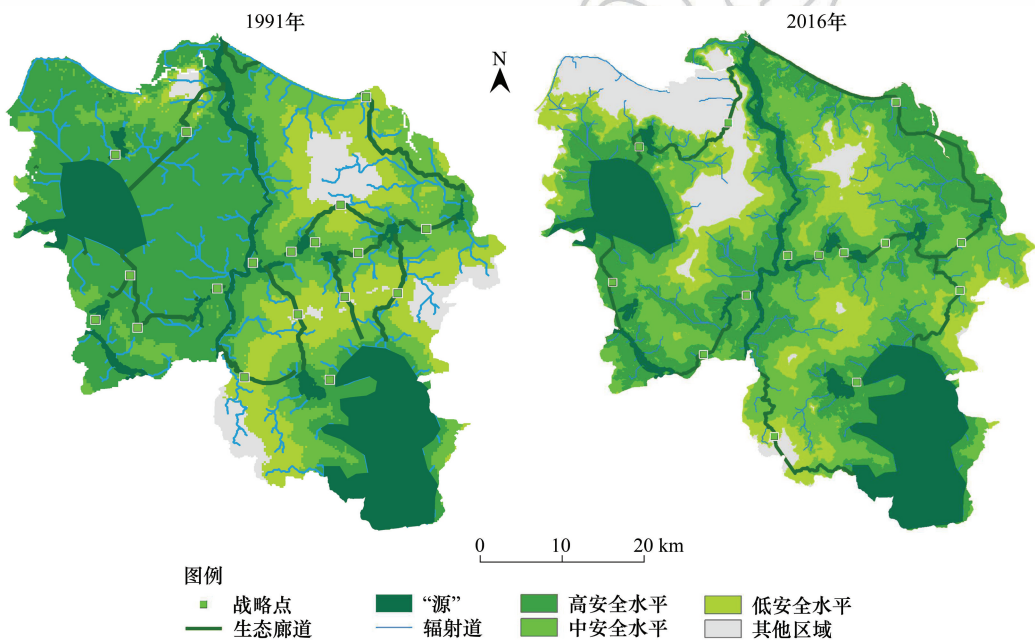 1991年
2016年
N
0 10 20 km
图例
战略点 “源” 高安全水平 低安全水平
生态廊道 辐射道 中安全水平 其他区域